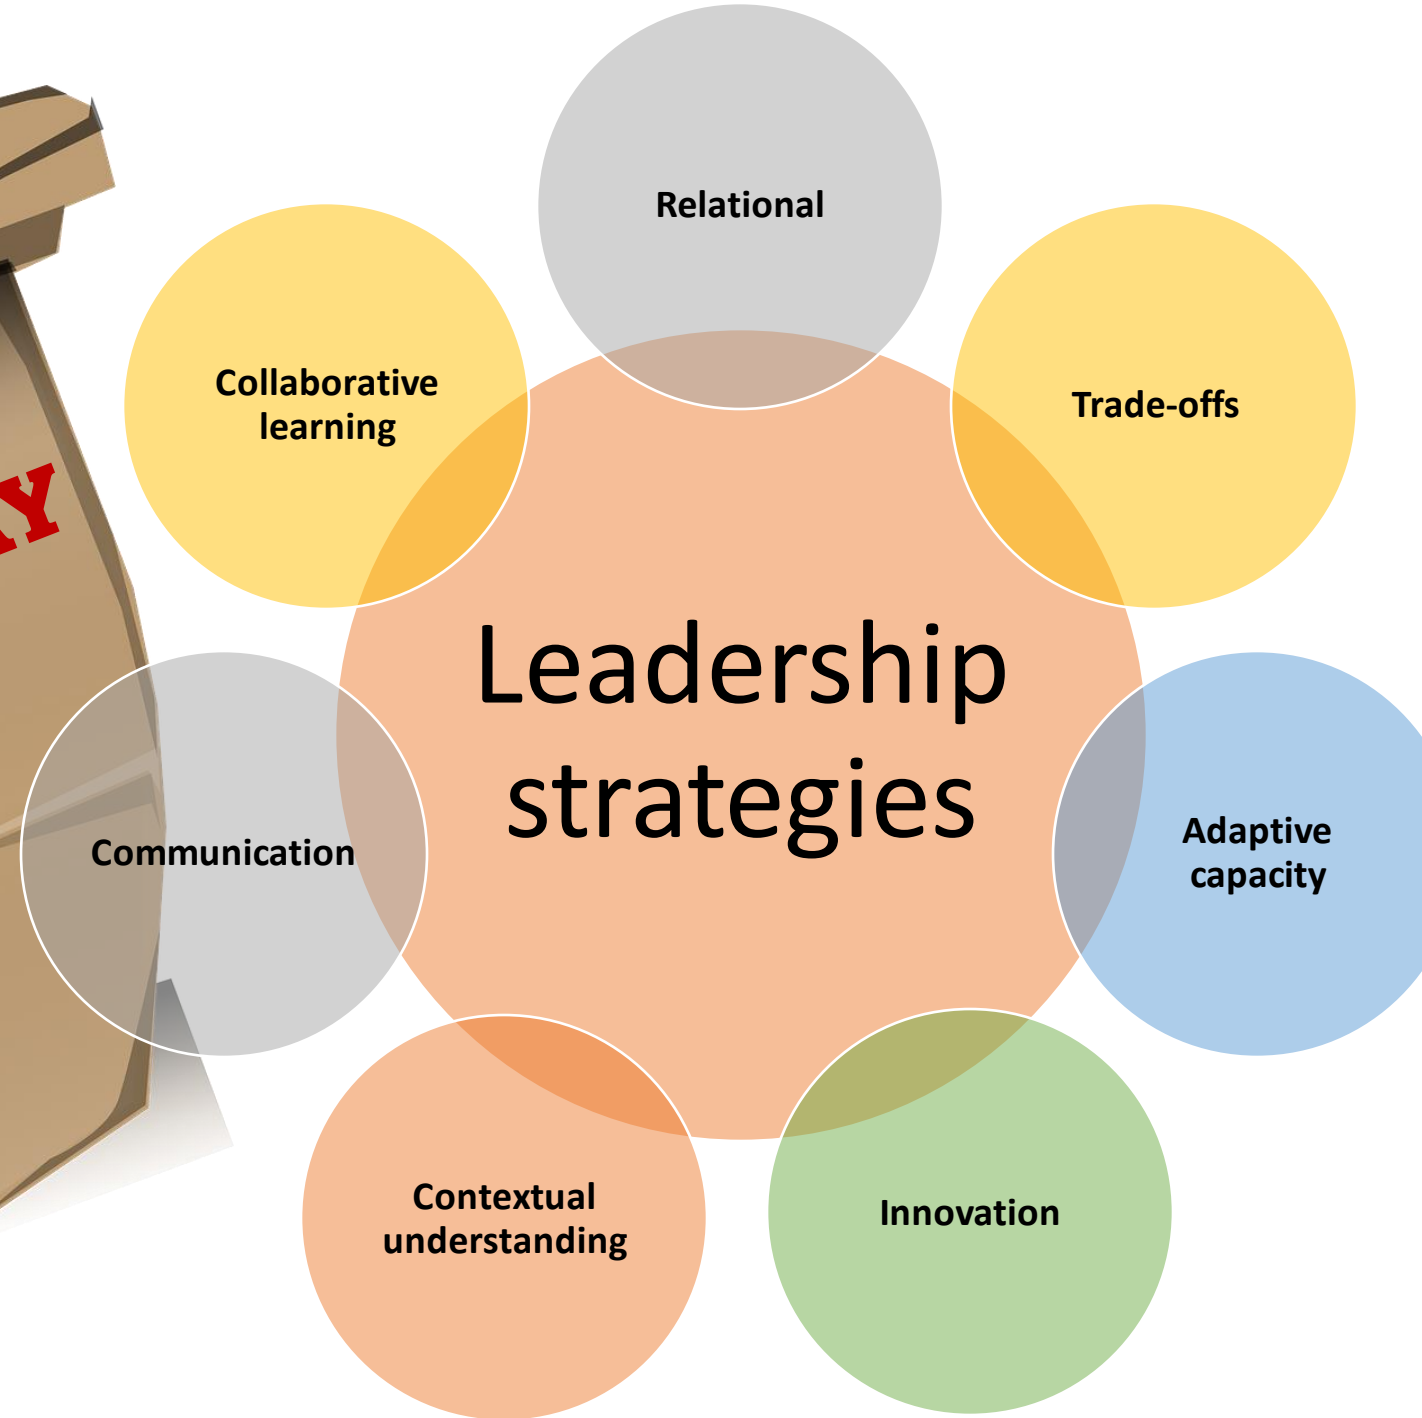 Relational
Trade-offs
Collaborative
learning
Leadership
strategies
Adaptive
capacity
Communication
Contextual
understanding
Innovation